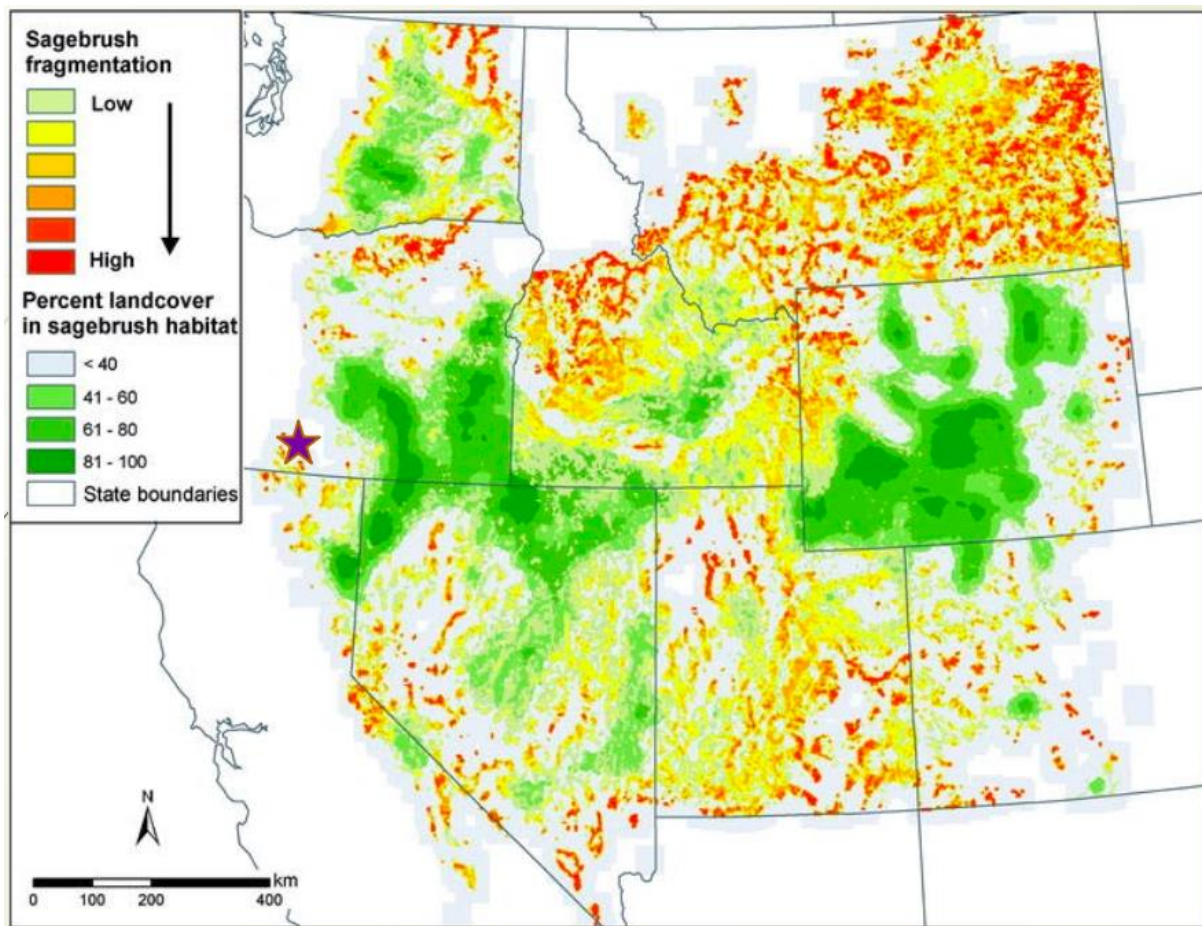 Sagebrush
fragmentation
Low
High
Percent landcover
in sagebrush habitat
< 40
41 - 60
61 - 80
81 - 100
State boundaries
N
km
0 100 200 400